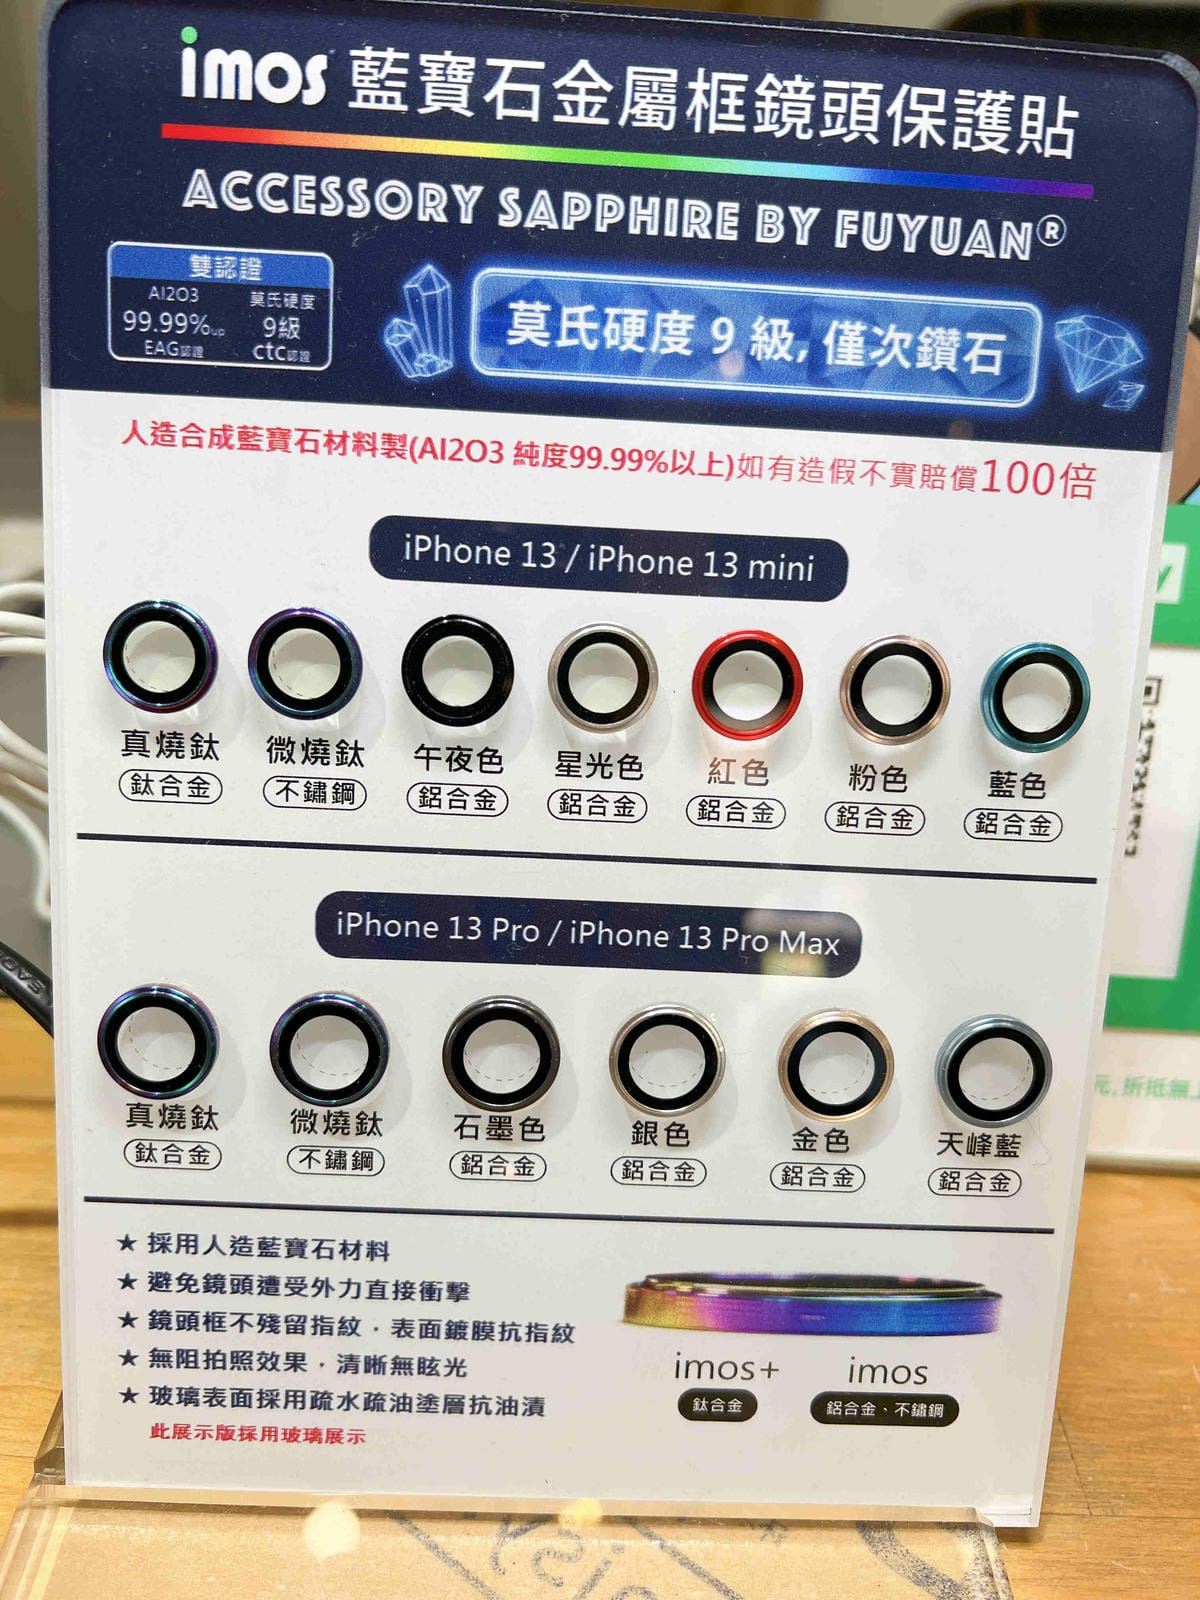 imos 藍寶石金屬框鏡頭保護貼
ACCESSORY SAPPHIRE BY FUYUAN®
雙認證
Al2O3 莫氏硬度
99.99%up 9級
EAG認證 ctc認證
莫氏硬度 9 級, 僅次鑽石
人造合成藍寶石材料製(Al2O3 純度99.99%以上)如有造假不實賠償100倍
iPhone 13 / iPhone 13 mini
真燒鈦 微燒鈦 午夜色 星光色 紅色 粉色 藍色
鈦合金 不鏽鋼 鋁合金 鋁合金 鋁合金 鋁合金 鋁合金
iPhone 13 Pro / iPhone 13 Pro Max
真燒鈦 微燒鈦 石墨色 銀色 金色 天峰藍
鈦合金 不鏽鋼 鋁合金 鋁合金 鋁合金 鋁合金
★ 採用人造藍寶石材料
★ 避免鏡頭遭受外力直接衝擊
★ 鏡頭框不殘留指紋．表面鍍膜抗指紋
★ 無阻拍照效果．清晰無眩光
★ 玻璃表面採用疏水疏油塗層抗油漬
此展示版採用玻璃展示
imos+ imos
鈦合金 鋁合金、不鏽鋼